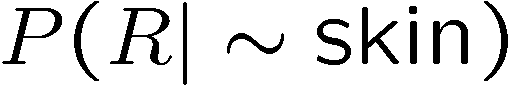 P(R| ∼ skin)